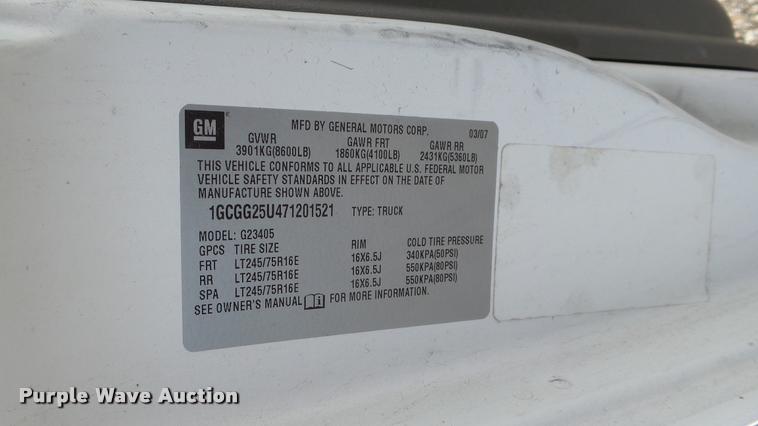 GM
MFD BY GENERAL MOTORS CORP. 03/07
GVWR GAWR FRT GAWR RR
3901KG(8600LB) 1860KG(4100LB) 2431KG(5360LB)
THIS VEHICLE CONFORMS TO ALL APPLICABLE U.S. FEDERAL MOTOR
VEHICLE SAFETY STANDARDS IN EFFECT ON THE DATE OF
MANUFACTURE SHOWN ABOVE.
1GCGG25U471201521 TYPE: TRUCK
MODEL: G23405
GPCS TIRE SIZE RIM COLD TIRE PRESSURE
FRT LT245/75R16E 16X6.5J 340KPA(50PSI)
RR LT245/75R16E 16X6.5J 550KPA(80PSI)
SPA LT245/75R16E 16X6.5J 550KPA(80PSI)
SEE OWNER'S MANUAL i FOR MORE INFORMATION.
Purple Wave Auction